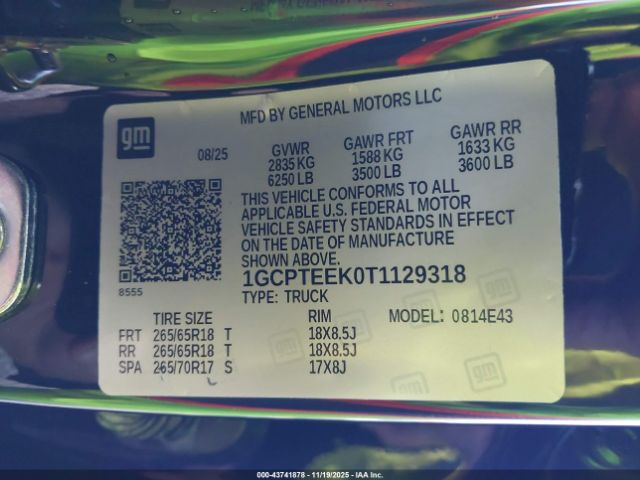 MFD BY GENERAL MOTORS LLC
gm
08/25
GVWR GAWR FRT GAWR RR
2835 KG 1588 KG 1633 KG
6250 LB 3500 LB 3600 LB
THIS VEHICLE CONFORMS TO ALL
APPLICABLE U.S. FEDERAL MOTOR
VEHICLE SAFETY STANDARDS IN EFFECT
ON THE DATE OF MANUFACTURE
SHOWN ABOVE.
8555
1GCPTEEK0T1129318
TYPE: TRUCK
TIRE SIZE RIM MODEL: 0814E43
FRT 265/65R18 T 18X8.5J
RR 265/65R18 T 18X8.5J
SPA 265/70R17 S 17X8J
000-43741878 - 11/19/2025 - IAA, Inc.